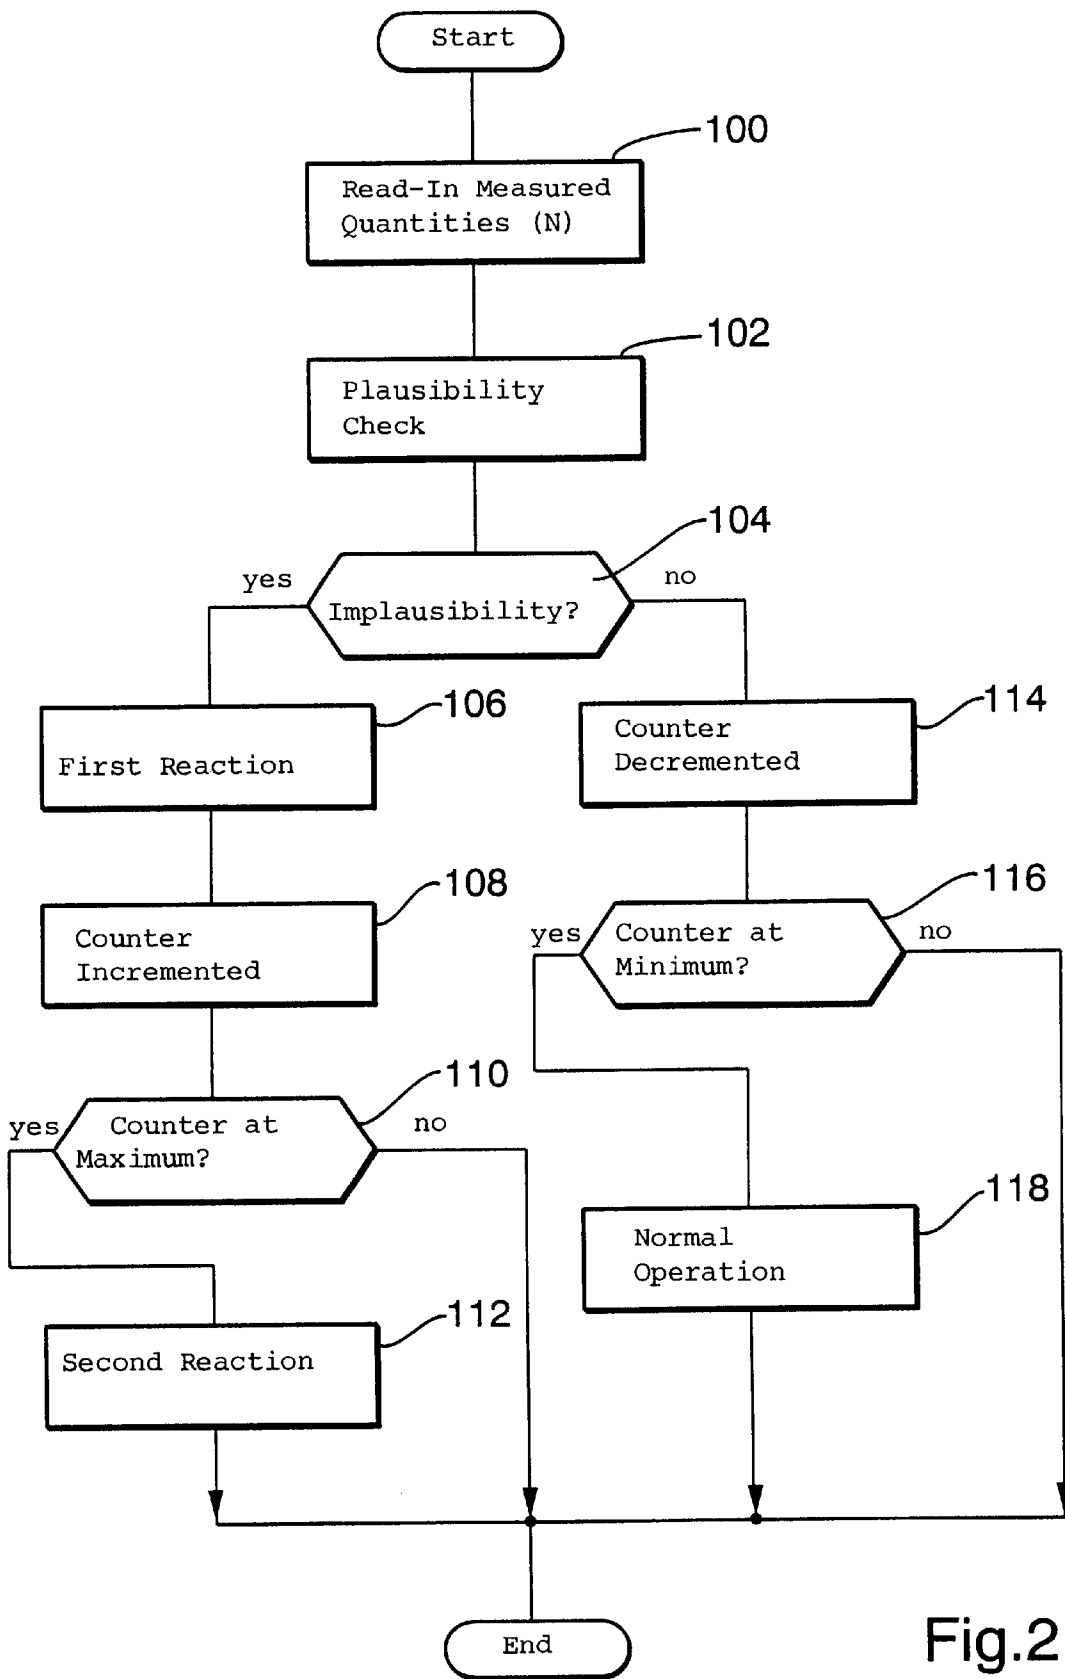 Start
100
Read-In Measured
Quantities (N)
102
Plausibility
Check
104
yes
no
Implausibility?
106
First Reaction
114
Counter
Decremented
108
Counter
Incremented
116
yes
Counter at
Minimum?
no
110
yes
Counter at
Maximum?
no
118
Normal
Operation
112
Second Reaction
End
Fig.2